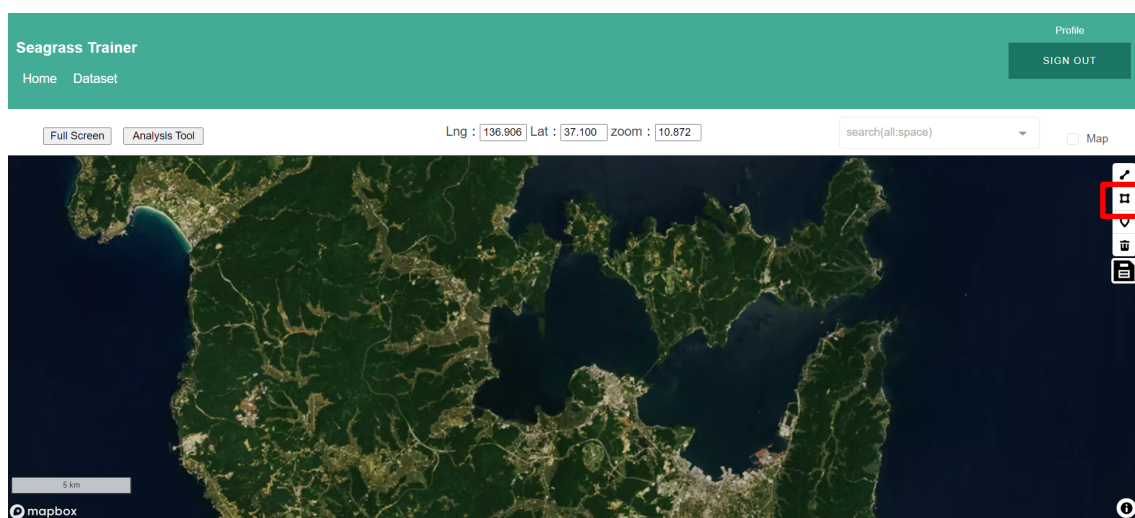 Profile
Seagrass Trainer
SIGN OUT
Home Dataset
Full Screen Analysis Tool Lng : 136.906 Lat : 37.100 zoom : 10.872 search(all:space) Map
5 km
mapbox